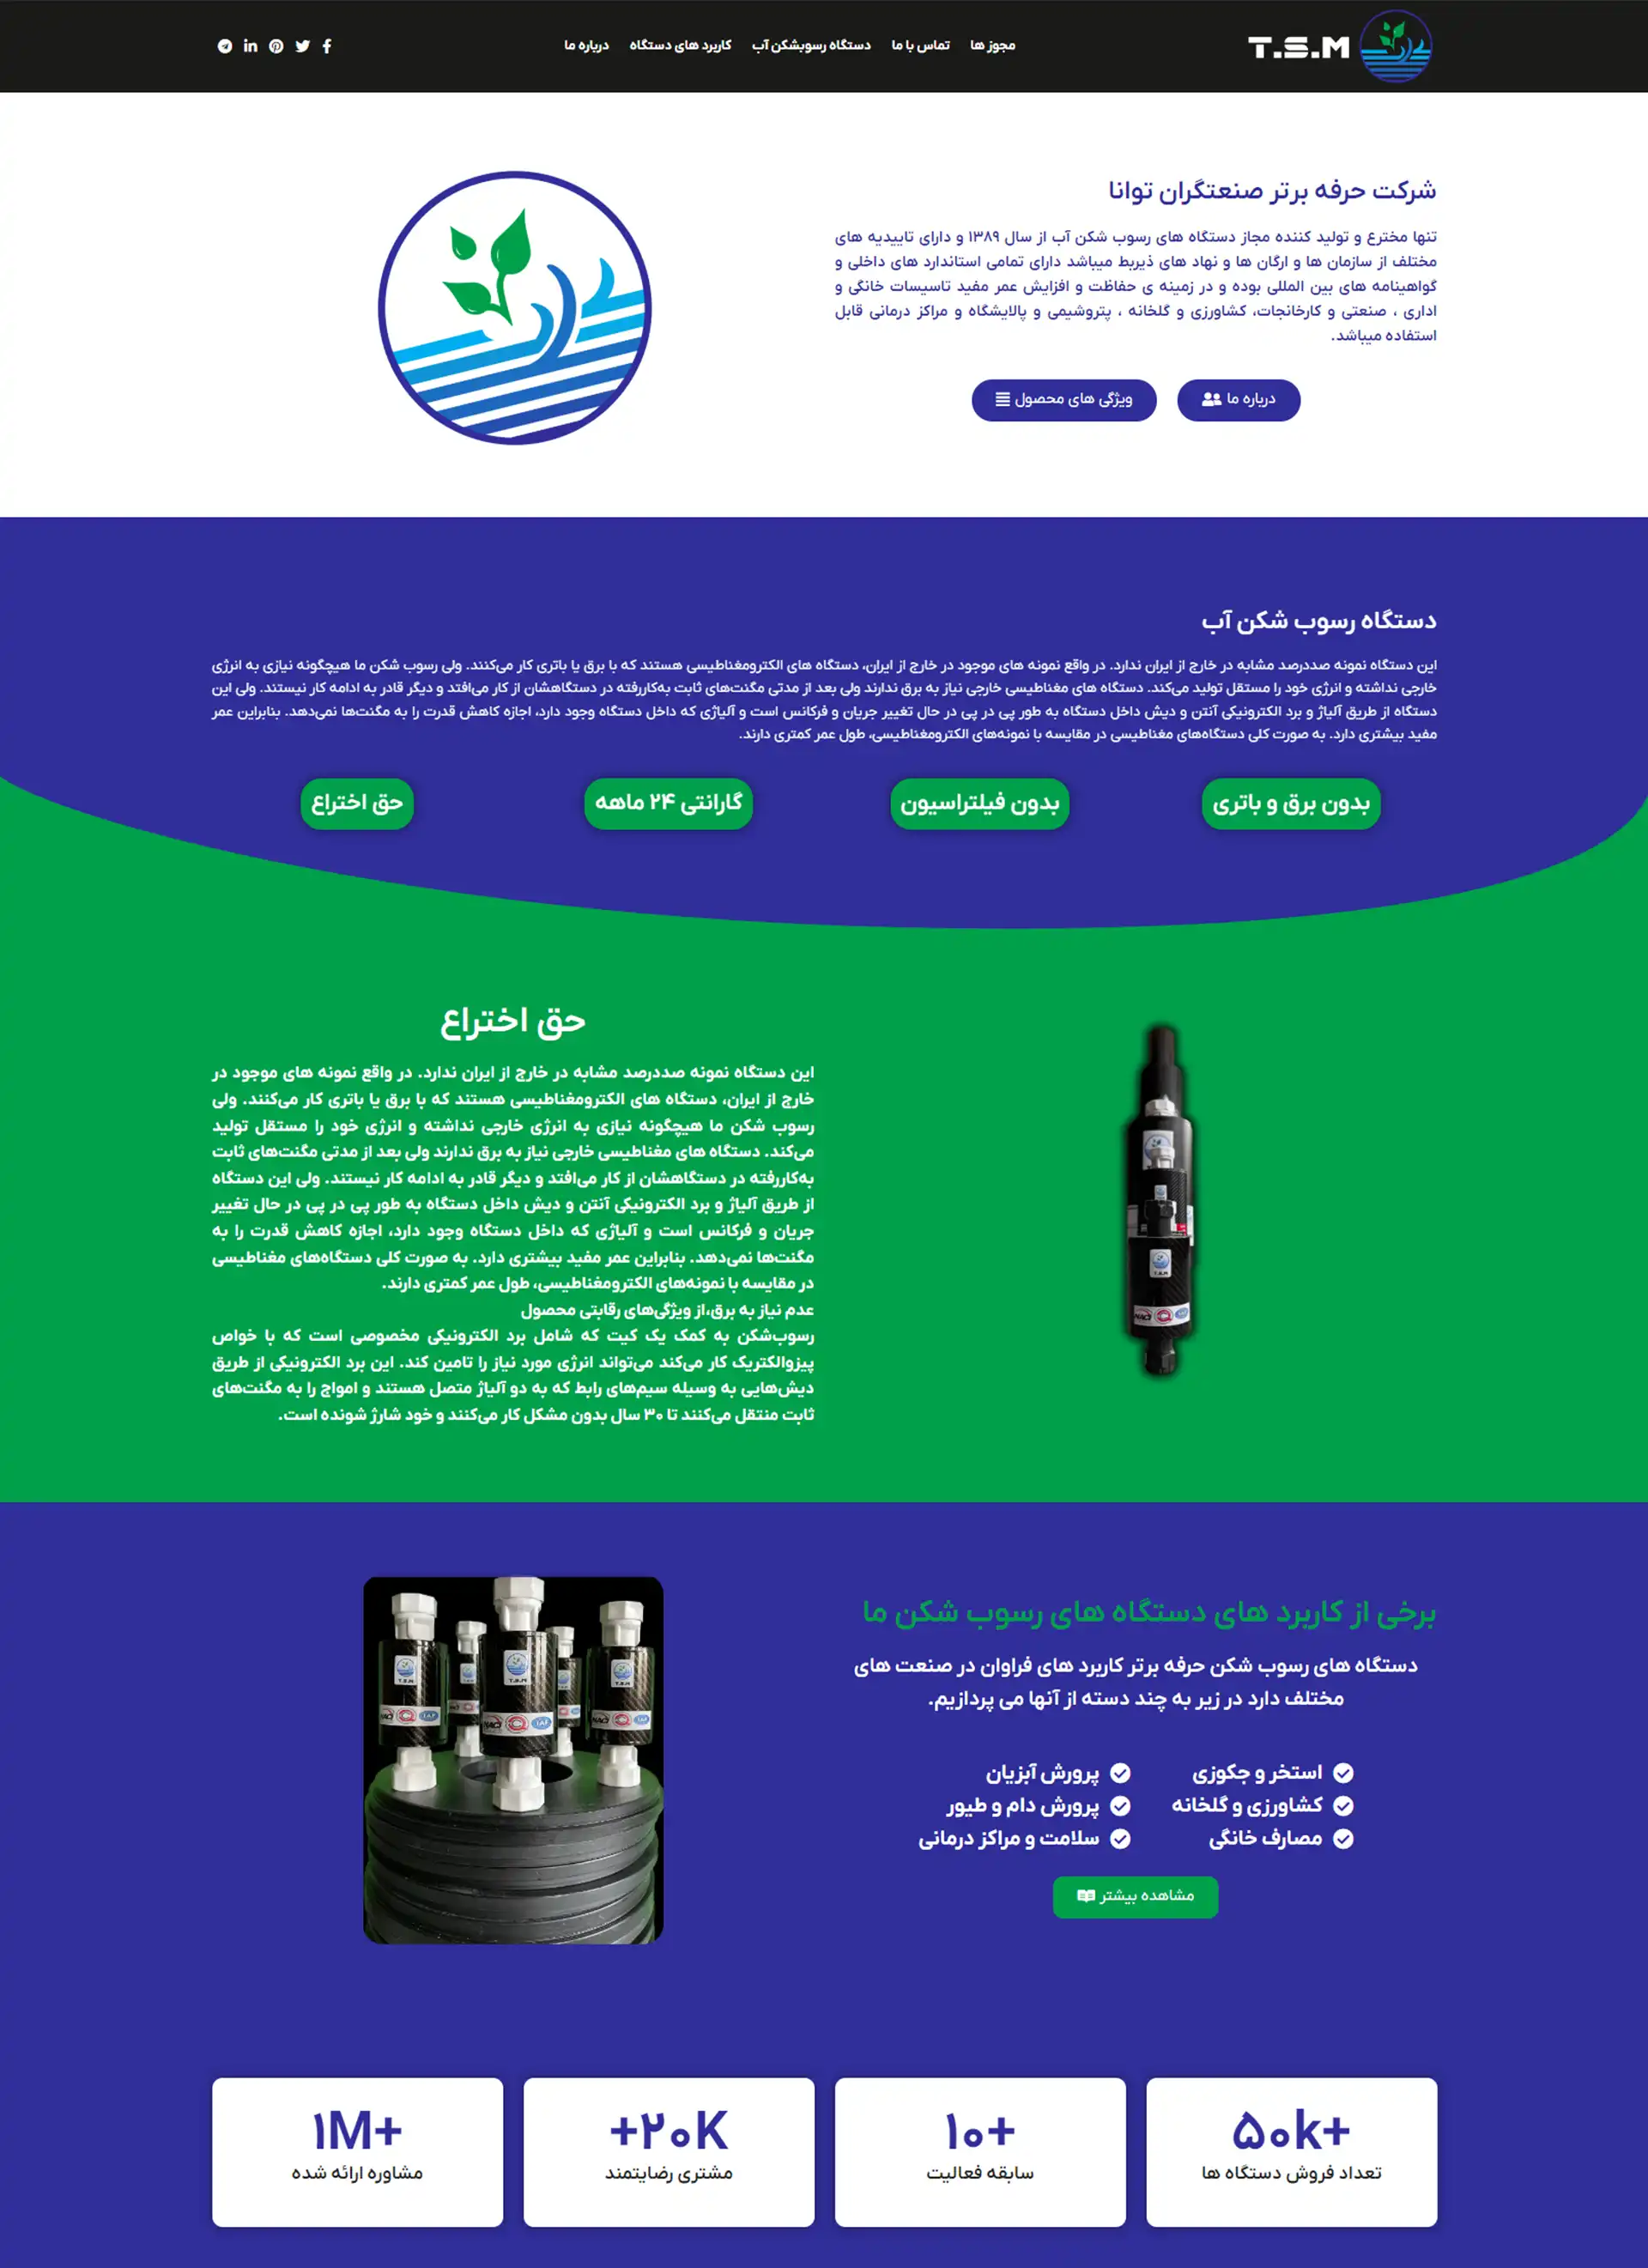 T.S.M
مجوز ها
تماس با ما
دستگاه رسوبشکن آب
کاربرد های دستگاه
درباره ما
شرکت حرفه برتر صنعتگران توانا
تنها مخترع و تولید کننده مجاز دستگاه های رسوب شکن آب از سال ۱۳۸۹ و دارای تاییدیه های
مختلف از سازمان ها و ارگان ها و نهاد های ذیربط میباشد دارای تمامی استاندارد های داخلی و
گواهینامه های بین المللی بوده و در زمینه ی حفاظت و افزایش عمر مفید تاسیسات خانگی و
اداری ، صنعتی و کارخانجات، کشاورزی و گلخانه ، پتروشیمی و پالایشگاه و مراکز درمانی قابل
استفاده میباشد.
درباره ما
ویژگی های محصول
دستگاه رسوب شکن آب
این دستگاه نمونه صددرصد مشابه در خارج از ایران ندارد. در واقع نمونه های موجود در خارج از ایران، دستگاه های الکترومغناطیسی هستند که با برق یا باتری کار می‌کنند. ولی رسوب شکن ما هیچگونه نیازی به انرژی
خارجی نداشته و انرژی خود را مستقل تولید می‌کند. دستگاه های مغناطیسی خارجی نیاز به برق ندارند ولی بعد از مدتی مگنت‌های ثابت به‌کاررفته در دستگاهشان از کار می‌افتد و دیگر قادر به ادامه کار نیستند. ولی این
دستگاه از طریق آلیاژ و برد الکترونیکی آنتن و دیش داخل دستگاه به طور پی در پی در حال تغییر جریان و فرکانس است و آلیاژی که داخل دستگاه وجود دارد، اجازه کاهش قدرت را به مگنت‌ها نمی‌دهد. بنابراین عمر
مفید بیشتری دارد. به صورت کلی دستگاه‌های مغناطیسی در مقایسه با نمونه‌های الکترومغناطیسی، طول عمر کمتری دارند.
بدون برق و باتری
بدون فیلتراسیون
گارانتی ۲۴ ماهه
حق اختراع
حق اختراع
این دستگاه نمونه صددرصد مشابه در خارج از ایران ندارد. در واقع نمونه های موجود در
خارج از ایران، دستگاه های الکترومغناطیسی هستند که با برق یا باتری کار می‌کنند. ولی
رسوب شکن ما هیچگونه نیازی به انرژی خارجی نداشته و انرژی خود را مستقل تولید
می‌کند. دستگاه های مغناطیسی خارجی نیاز به برق ندارند ولی بعد از مدتی مگنت‌های ثابت
به‌کاررفته در دستگاهشان از کار می‌افتد و دیگر قادر به ادامه کار نیستند. ولی این دستگاه
از طریق آلیاژ و برد الکترونیکی آنتن و دیش داخل دستگاه به طور پی در پی در حال تغییر
جریان و فرکانس است و آلیاژی که داخل دستگاه وجود دارد، اجازه کاهش قدرت را به
مگنت‌ها نمی‌دهد. بنابراین عمر مفید بیشتری دارد. به صورت کلی دستگاه‌های مغناطیسی
در مقایسه با نمونه‌های الکترومغناطیسی، طول عمر کمتری دارند.
عدم نیاز به برق،از ویژگی‌های رقابتی محصول
رسوب‌شکن به کمک یک کیت که شامل برد الکترونیکی مخصوصی است که با خواص
پیزوالکتریک کار می‌کند می‌تواند انرژی مورد نیاز را تامین کند. این برد الکترونیکی از طریق
دیش‌هایی به وسیله سیم‌های رابط که به دو آلیاژ متصل هستند و امواج را به مگنت‌های
ثابت منتقل می‌کنند تا ۳۰ سال بدون مشکل کار می‌کنند و خود شارژ شونده است.
برخی از کاربرد های دستگاه های رسوب شکن ما
دستگاه های رسوب شکن حرفه برتر کاربرد های فراوان در صنعت های
مختلف دارد در زیر به چند دسته از آنها می پردازیم.
استخر و جکوزی
کشاورزی و گلخانه
مصارف خانگی
پرورش آبزیان
پرورش دام و طیور
سلامت و مراکز درمانی
مشاهده بیشتر
۵۰k+
تعداد فروش دستگاه ها
۱۰+
سابقه فعالیت
+۲۰K
مشتری رضایتمند
۱M+
مشاوره ارائه شده